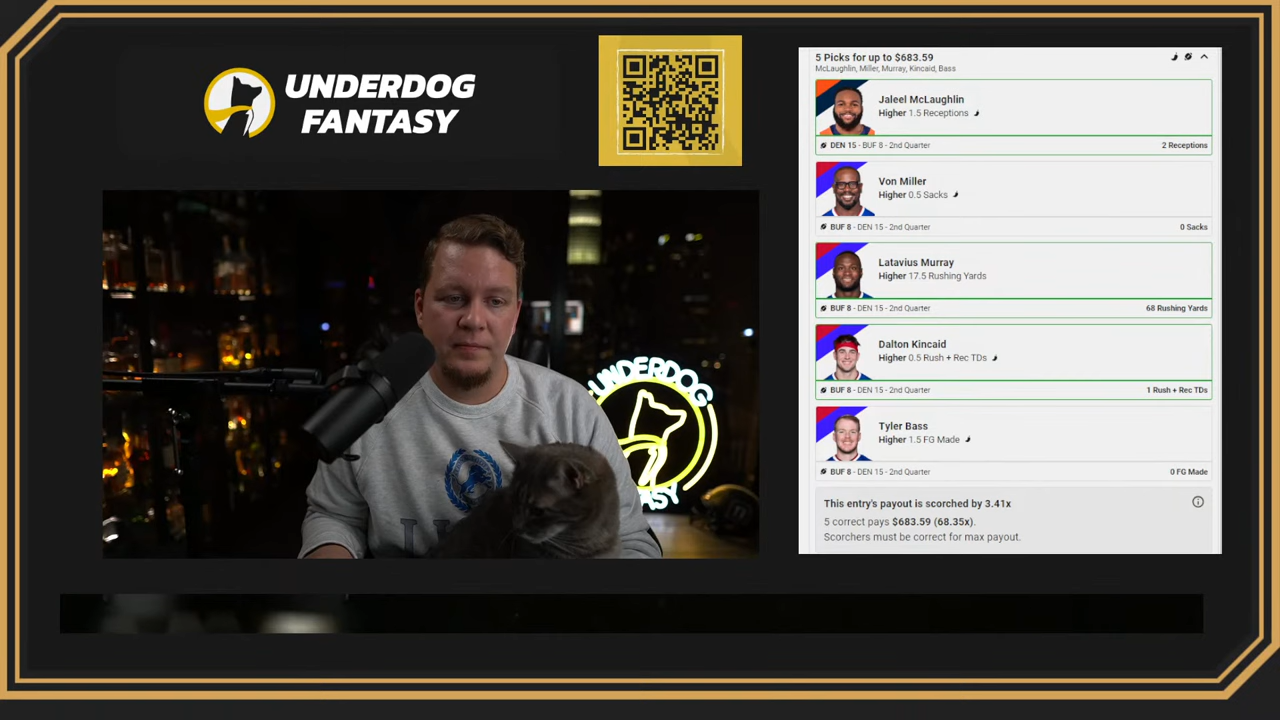 UNDERDOG
FANTASY
5 Picks for up to $683.59
McLaughlin, Miller, Murray, Kincaid, Bass
Jaleel McLaughlin
Higher 1.5 Receptions
DEN 15 - BUF 8 - 2nd Quarter
2 Receptions
Von Miller
Higher 0.5 Sacks
BUF 8 - DEN 15 - 2nd Quarter
0 Sacks
Latavius Murray
Higher 17.5 Rushing Yards
BUF 8 - DEN 15 - 2nd Quarter
68 Rushing Yards
Dalton Kincaid
Higher 0.5 Rush + Rec TDs
BUF 8 - DEN 15 - 2nd Quarter
1 Rush + Rec TDs
Tyler Bass
Higher 1.5 FG Made
BUF 8 - DEN 15 - 2nd Quarter
0 FG Made
This entry's payout is scorched by 3.41x
5 correct pays $683.59 (68.35x).
Scorchers must be correct for max payout.
UNDERDOG